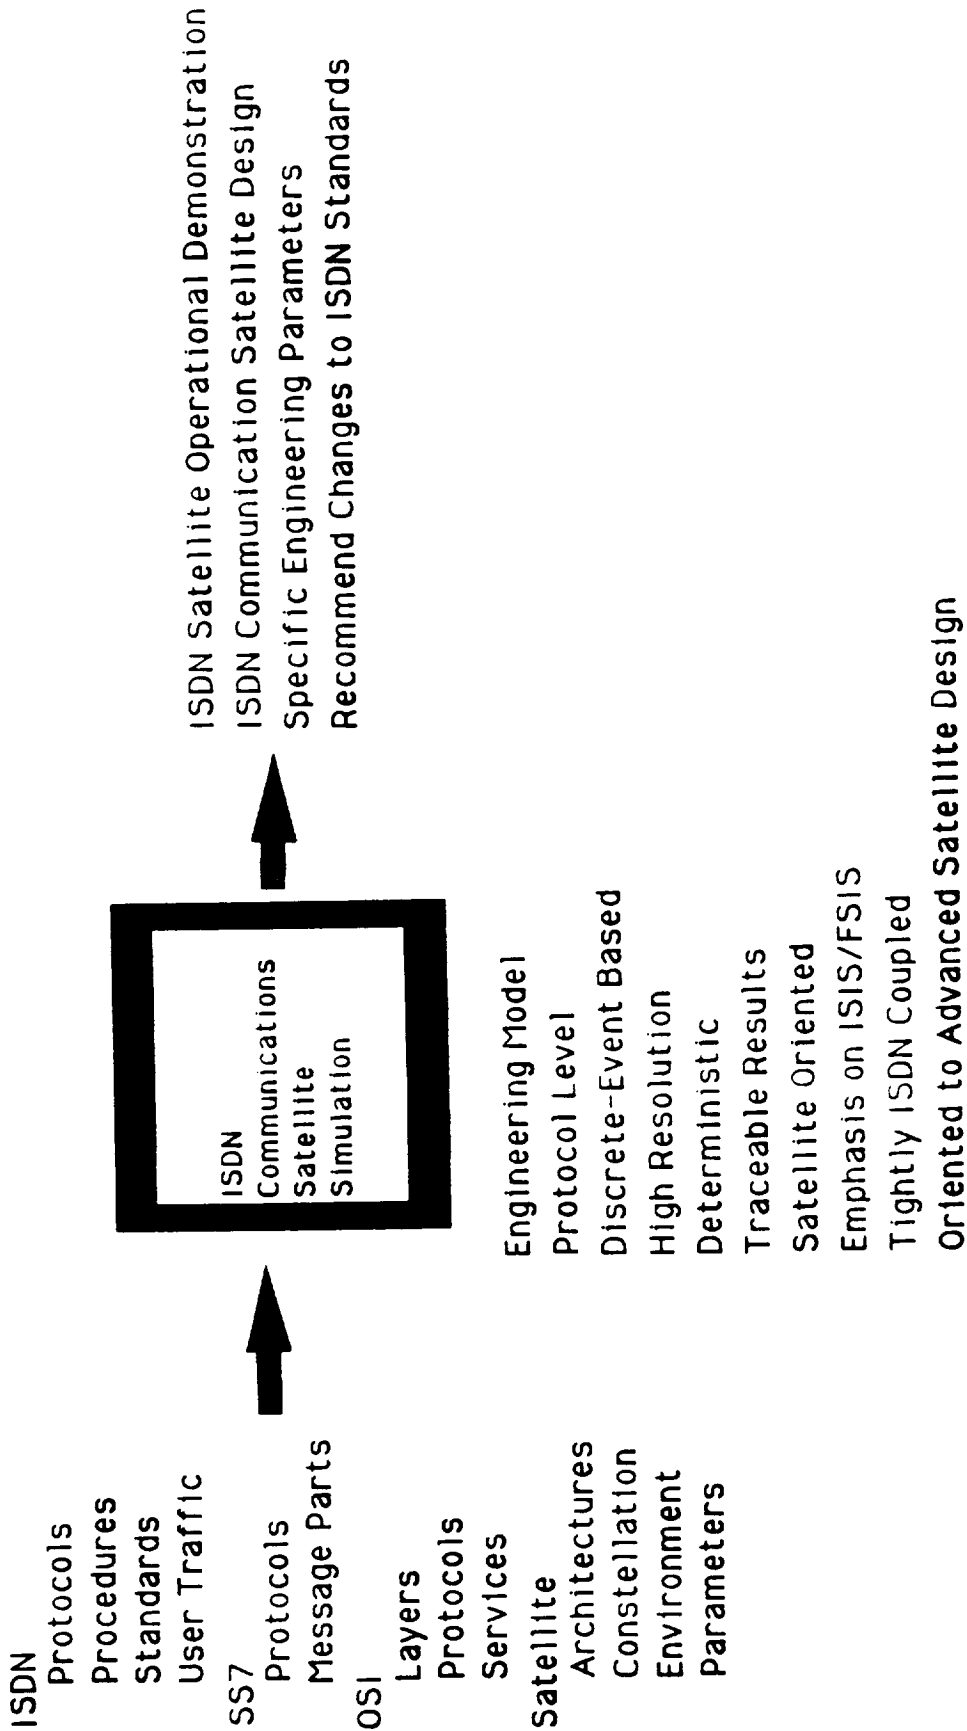 ISDN
Protocols
Procedures
Standards
User Traffic
SS7
Protocols
Message Parts
OSI
Layers
Protocols
Services
Satellite
Architectures
Constellation
Environment
Parameters
ISDN
Communications
Satellite
Simulation
Engineering Model
Protocol Level
Discrete-Event Based
High Resolution
Deterministic
Traceable Results
Satellite Oriented
Emphasis on ISIS/FSIS
Tightly ISDN Coupled
Oriented to Advanced Satellite Design
ISDN Satellite Operational Demonstration
ISDN Communication Satellite Design
Specific Engineering Parameters
Recommend Changes to ISDN Standards